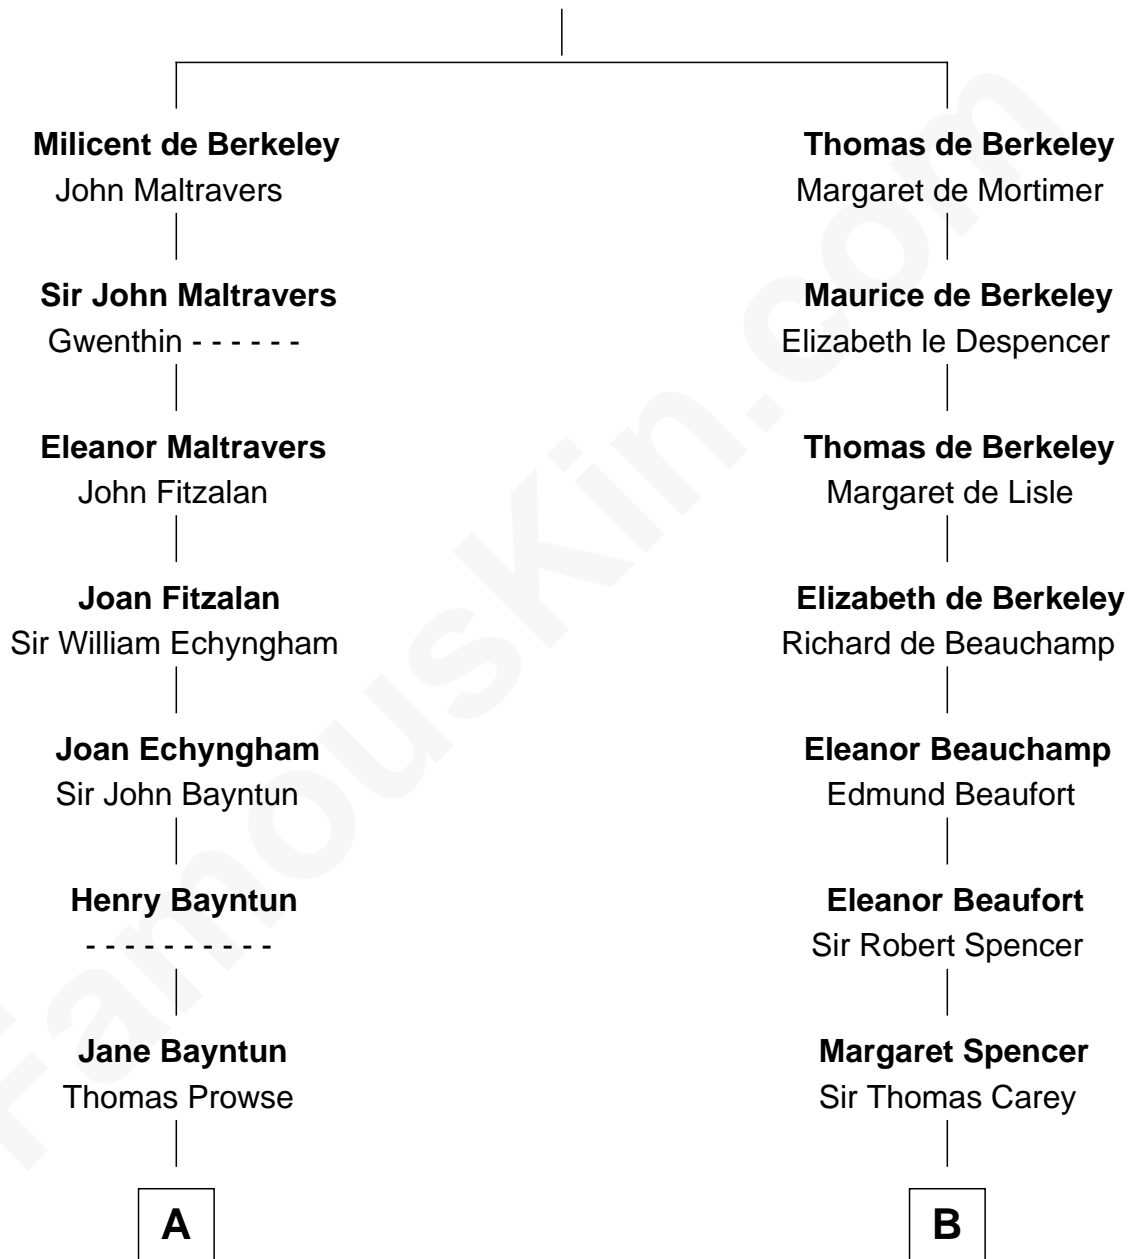 Milicent de Berkeley
John Maltravers
Thomas de Berkeley
Margaret de Mortimer
Sir John Maltravers
Gwenthin - - - - - -
Maurice de Berkeley
Elizabeth le Despencer
Eleanor Maltravers
John Fitzalan
Thomas de Berkeley
Margaret de Lisle
Joan Fitzalan
Sir William Echyngham
Elizabeth de Berkeley
Richard de Beauchamp
Joan Echyngham
Sir John Bayntun
Eleanor Beauchamp
Edmund Beaufort
Henry Bayntun
- - - - - - - - - -
Eleanor Beaufort
Sir Robert Spencer
Jane Bayntun
Thomas Prowse
Margaret Spencer
Sir Thomas Carey
A
B
FamousKin.com